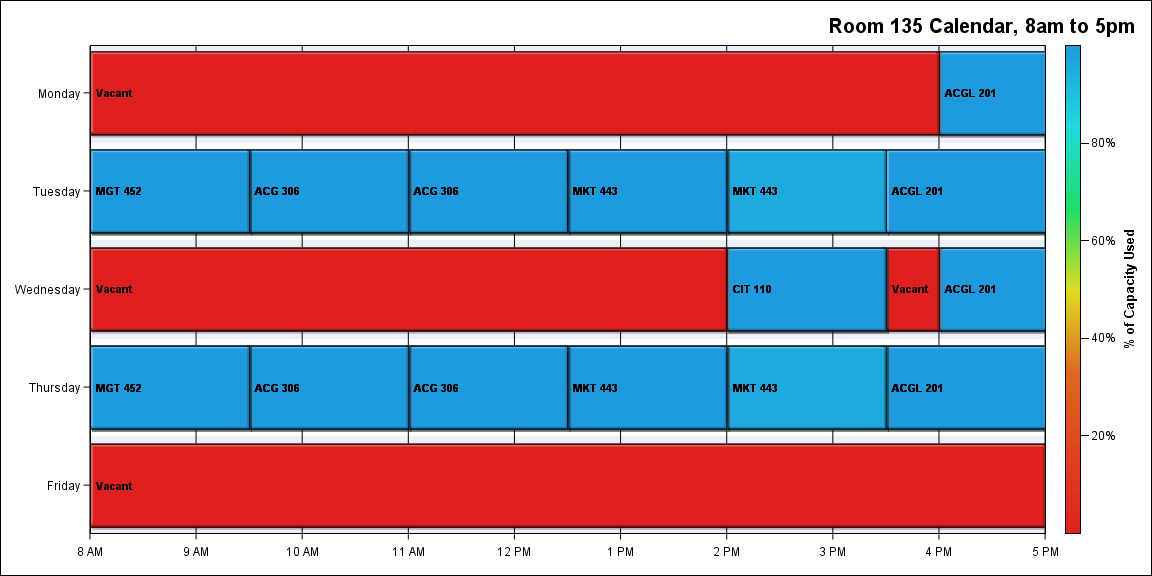 Room 135 Calendar, 8am to 5pm
Monday
Vacant
ACGL 201
Tuesday
MGT 452
ACG 306
ACG 306
MKT 443
MKT 443
ACGL 201
Wednesday
Vacant
CIT 110
Vacant
ACGL 201
Thursday
MGT 452
ACG 306
ACG 306
MKT 443
MKT 443
ACGL 201
Friday
Vacant
8 AM
9 AM
10 AM
11 AM
12 PM
1 PM
2 PM
3 PM
4 PM
5 PM
80%
60%
40%
20%
% of Capacity Used